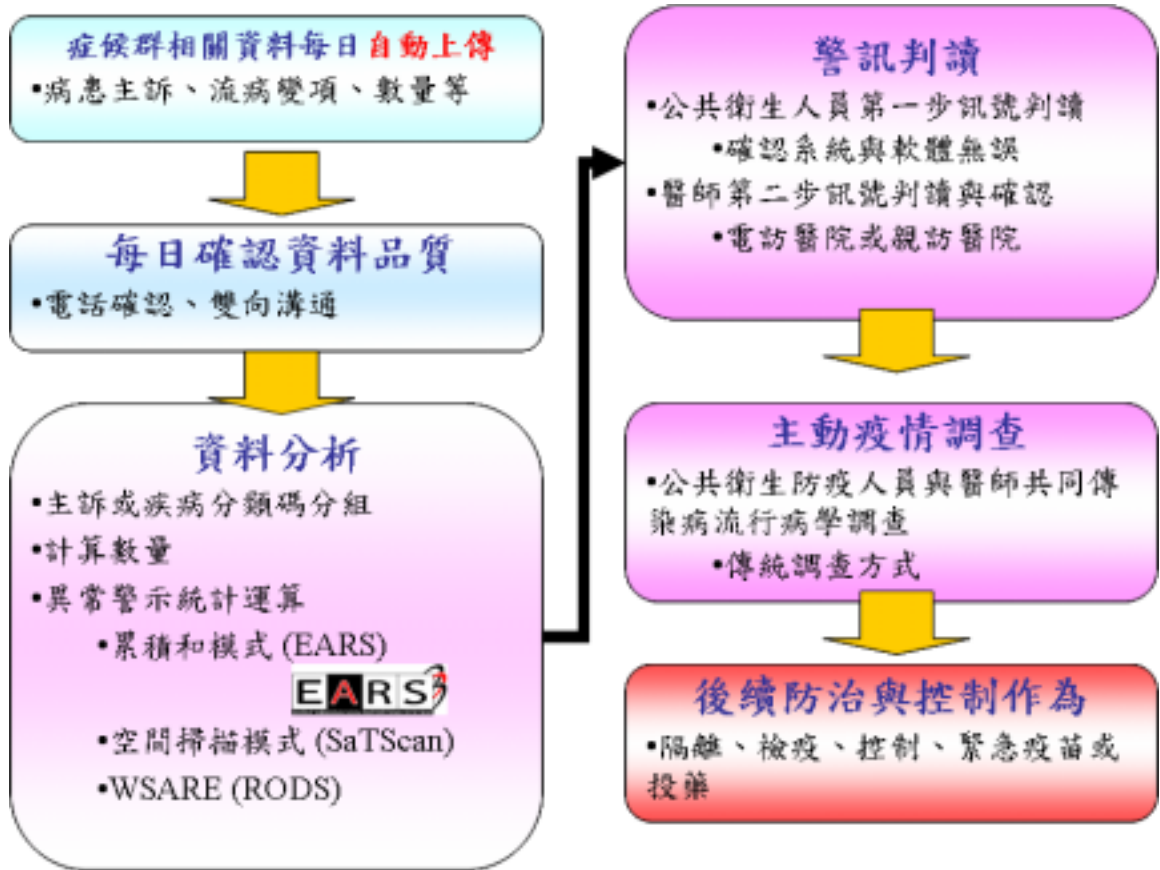 症候群相關資料每日自動上傳
•病患主訴、流病變項、數量等
每日確認資料品質
•電話確認、雙向溝通
資料分析
•主訴或疾病分類碼分組
•計算數量
•異常警示統計運算
•累積和模式 (EARS)
EARS
•空間掃描模式 (SaTScan)
•WSARE (RODS)
警訊判讀
•公共衛生人員第一步訊號判讀
•確認系統與軟體無誤
•醫師第二步訊號判讀與確認
•電訪醫院或親訪醫院
主動疫情調查
•公共衛生防疫人員與醫師共同傳
染病流行病學調查
•傳統調查方式
後續防治與控制作為
•隔離、檢疫、控制、緊急疫苗或
投藥